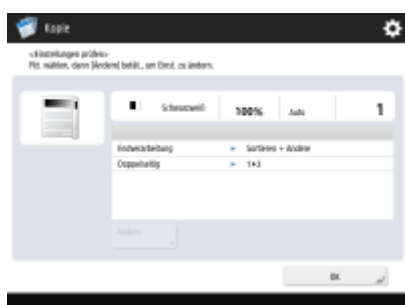 Kopie
<Einstellungen prüfen>
Pkt. wählen, dann [Ändern] betät., um Einst. zu ändern.
Schwarzweiß 100% Auto 1
Endverarbeitung ► Sortieren + Andere
Doppelseitig ► 1►2
Ändern
OK